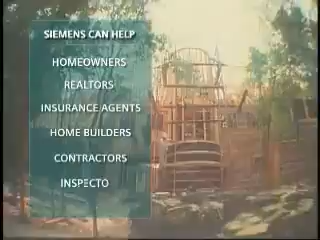 SIEMENS CAN HELP
HOMEOWNERS
REALTORS
INSURANCE AGENTS
HOME BUILDERS
CONTRACTORS
INSPECTO